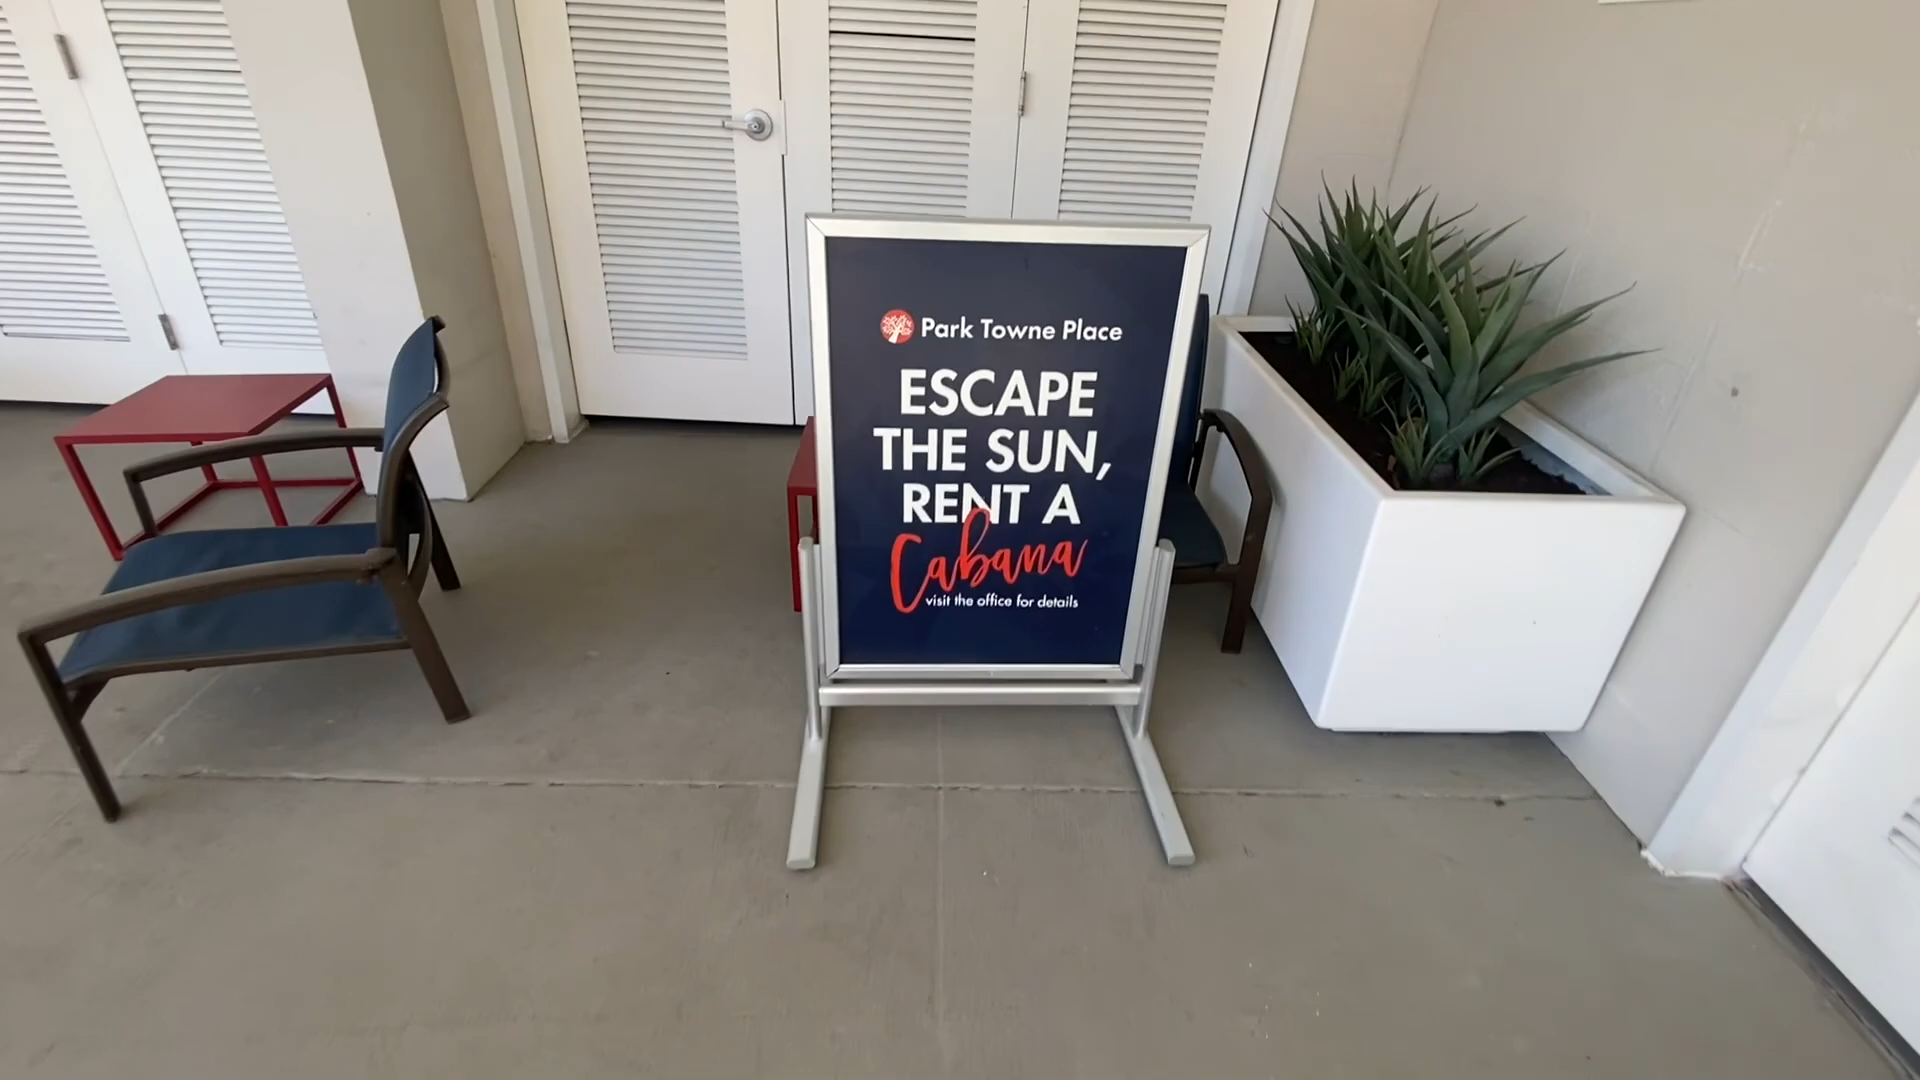 Park Towne Place
ESCAPE
THE SUN,
RENT A
Cabana
visit the office for details